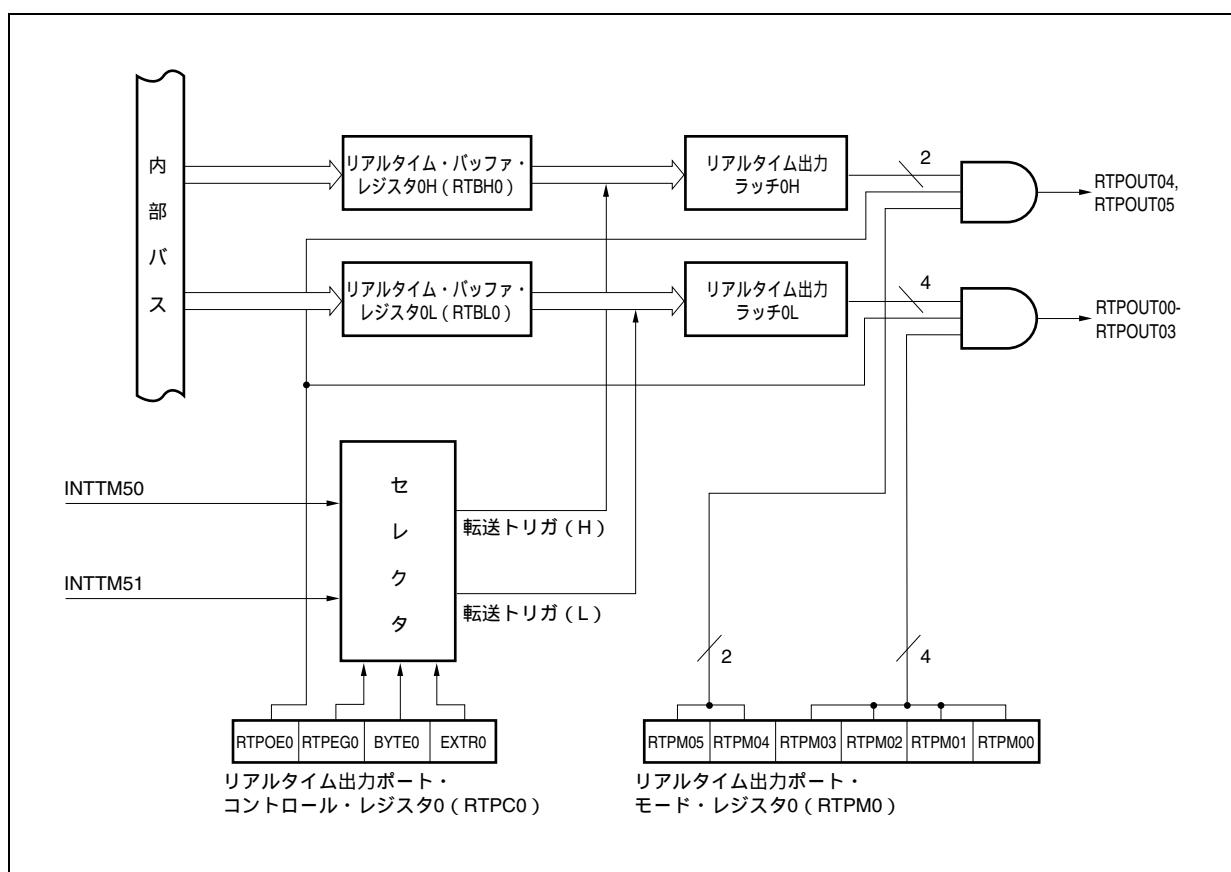 内部バス
リアルタイム・バッファ・
レジスタ0H(RTBH0)
リアルタイム出力
ラッチ0H
2
RTPOUT04,
RTPOUT05
リアルタイム・バッファ・
レジスタ0L(RTBL0)
リアルタイム出力
ラッチ0L
4
RTPOUT00-
RTPOUT03
INTTM50
INTTM51
セレクタ
転送トリガ(H)
転送トリガ(L)
2
4
RTPOE0 RTPEG0 BYTE0 EXTR0
リアルタイム出力ポート・
コントロール・レジスタ0(RTPC0)
RTPM05 RTPM04 RTPM03 RTPM02 RTPM01 RTPM00
リアルタイム出力ポート・
モード・レジスタ0(RTPM0)